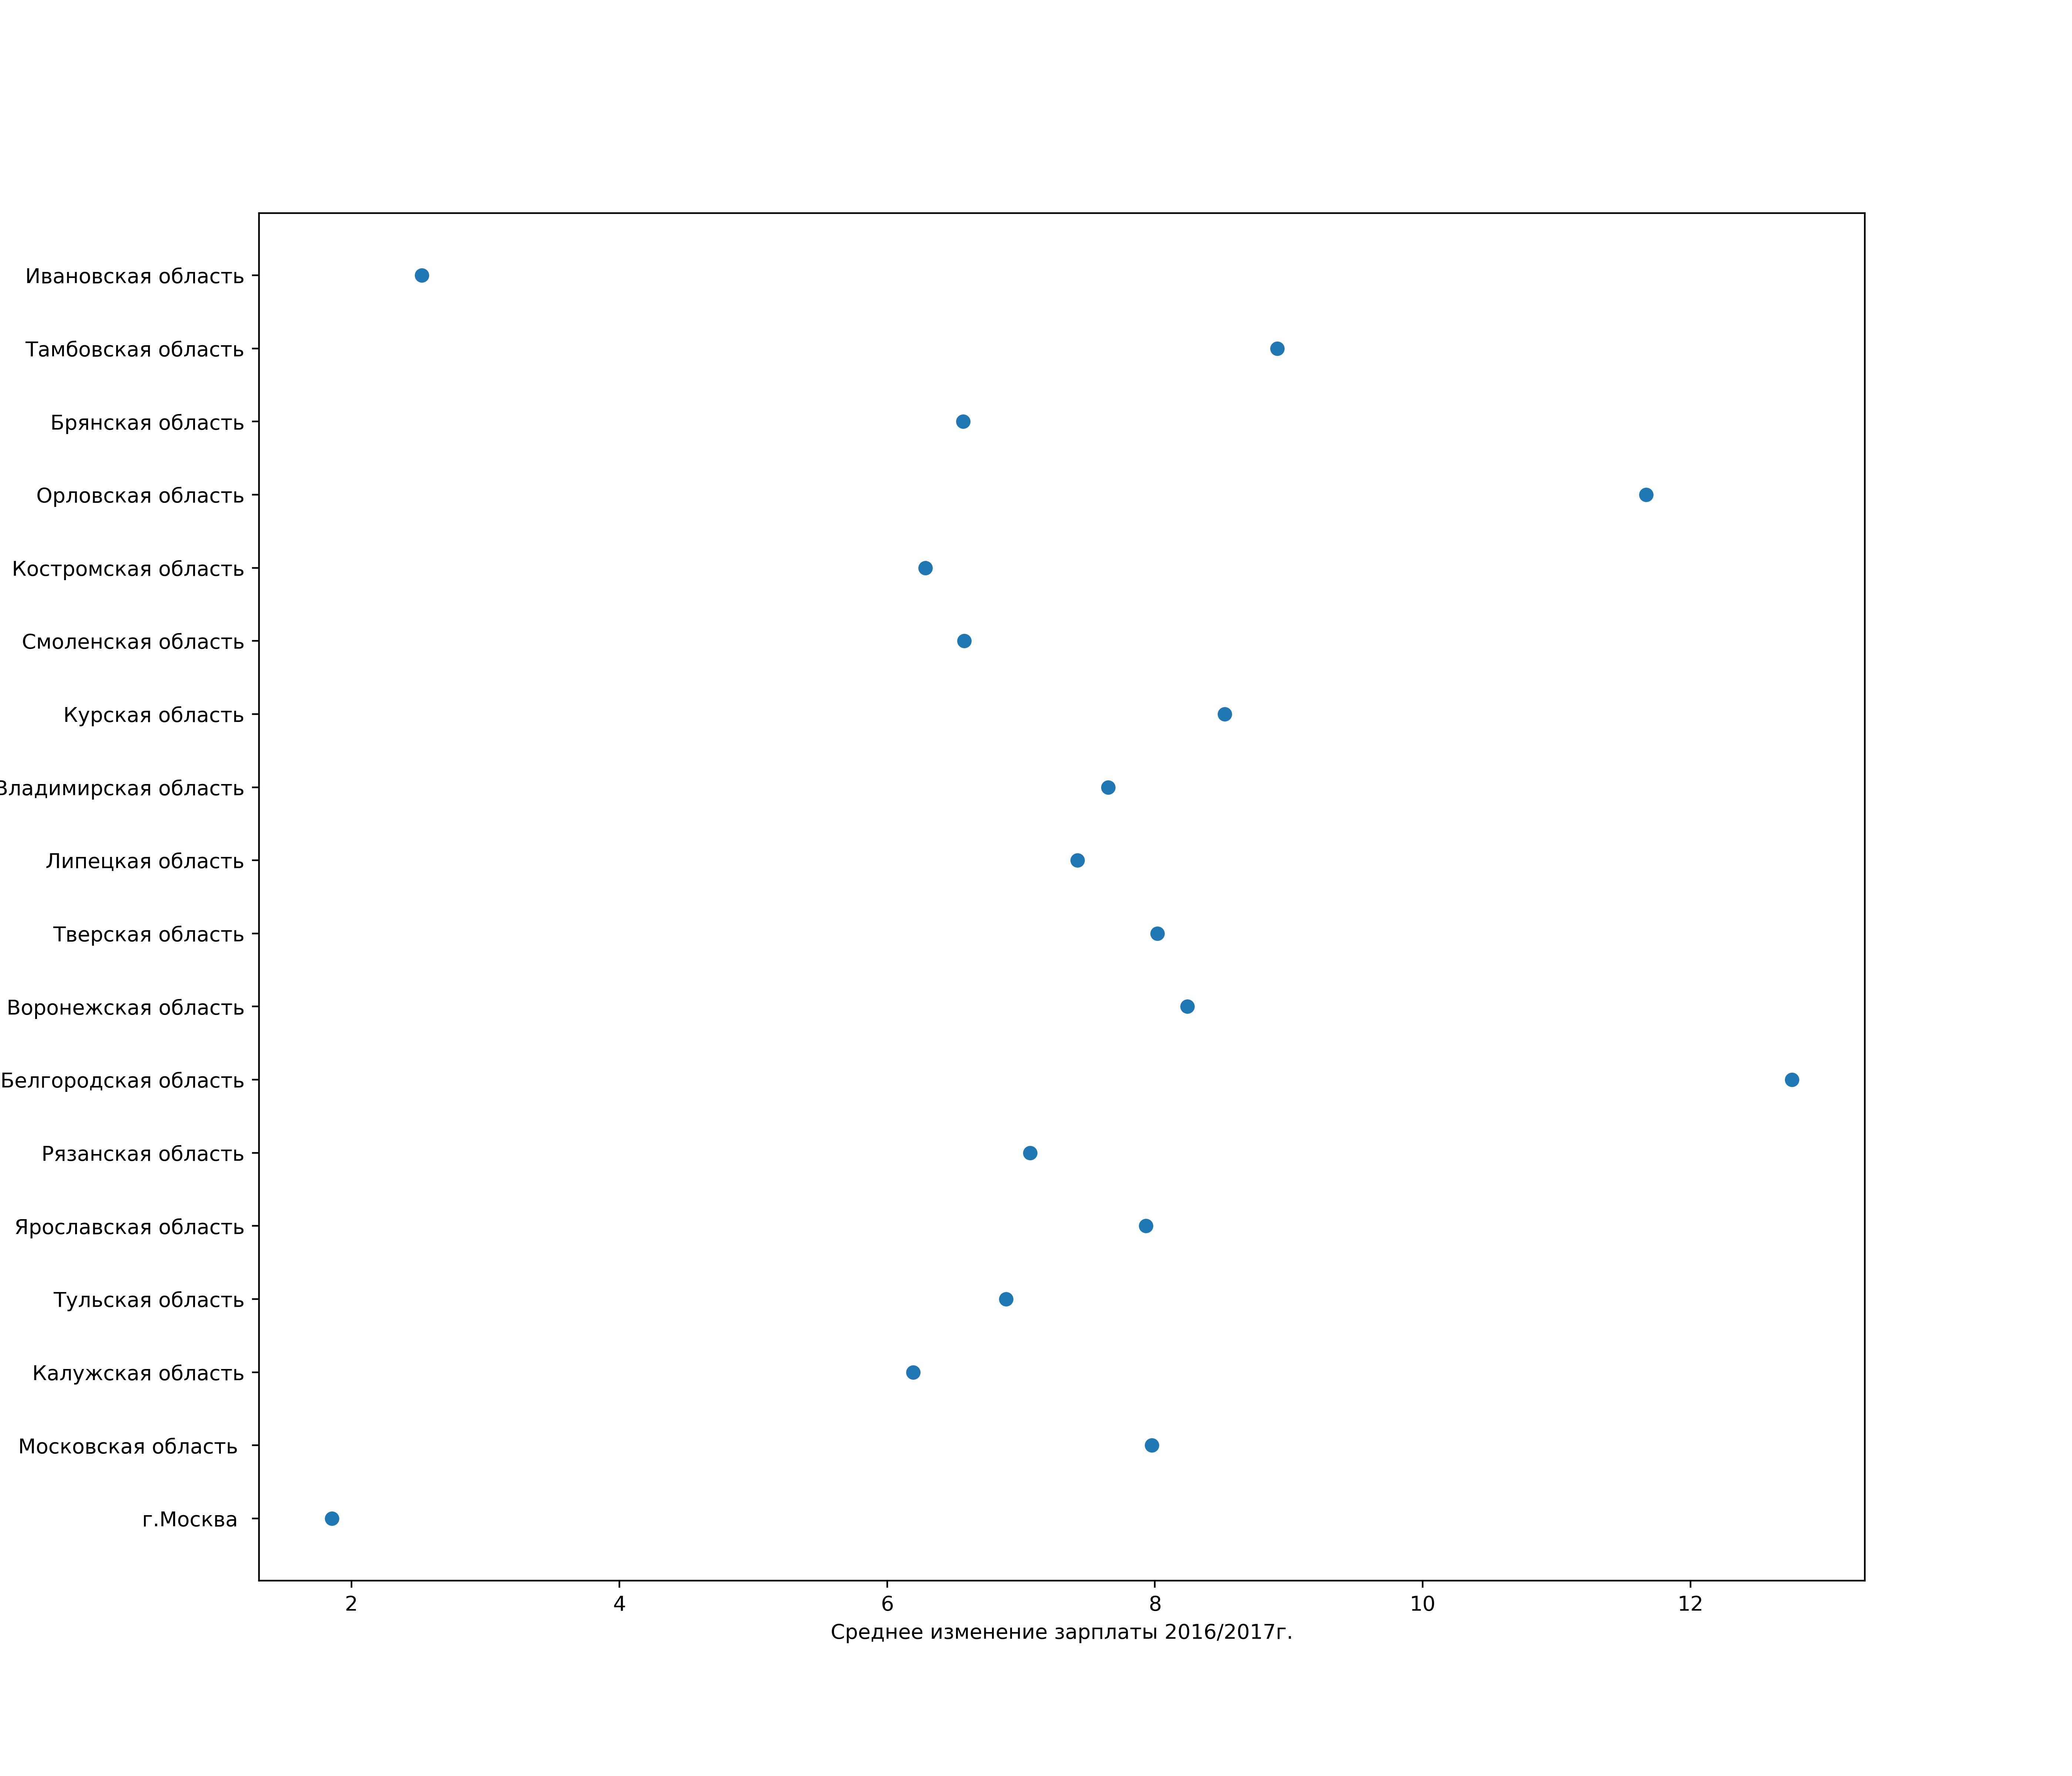 Ивановская область
Тамбовская область
Брянская область
Орловская область
Костромская область
Смоленская область
Курская область
Владимирская область
Липецкая область
Тверская область
Воронежская область
Белгородская область
Рязанская область
Ярославская область
Тульская область
Калужская область
Московская область
г.Москва
2 4 6 8 10 12
Среднее изменение зарплаты 2016/2017г.